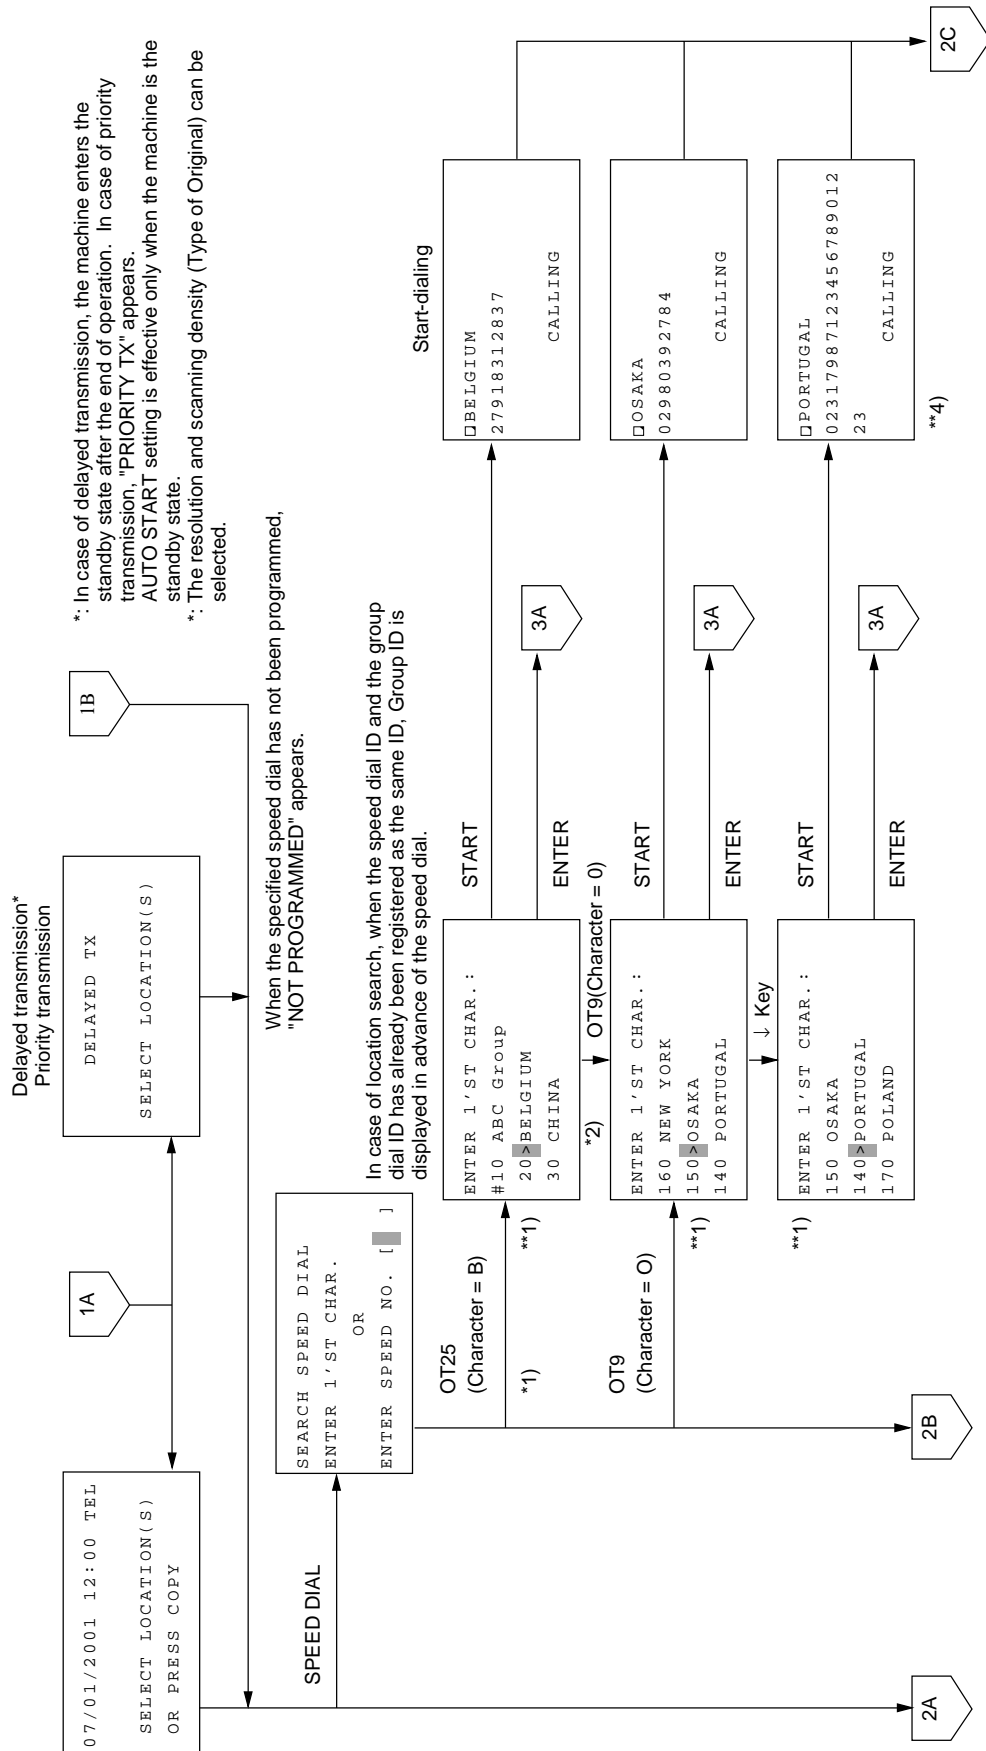 Delayed transmission*
Priority transmission
07/01/2001 12:00 TEL
SELECT LOCATION(S)
OR PRESS COPY
1A
DELAYED TX
SELECT LOCATION(S)
1B
*: In case of delayed transmission, the machine enters the
standby state after the end of operation. In case of priority
transmission, "PRIORITY TX" appears.
AUTO START setting is effective only when the machine is the
standby state.
*: The resolution and scanning density (Type of Original) can be
selected.
When the specified speed dial has not been programmed,
"NOT PROGRAMMED" appears.
SPEED DIAL
SEARCH SPEED DIAL
ENTER 1'ST CHAR.
OR
ENTER SPEED NO. [ ]
In case of location search, when the speed dial ID and the group
dial ID has already been registered as the same ID, Group ID is
displayed in advance of the speed dial.
OT25
(Character = B)
*1)
ENTER 1'ST CHAR.:
#10 ABC Group
20>BELGIUM
30 CHINA
**1)
START
ENTER
3A
Start-dialing
BELGIUM
27918312837
CALLING
*2)
OT9(Character = 0)
OT9
(Character = O)
ENTER 1'ST CHAR.:
160 NEW YORK
150>OSAKA
140 PORTUGAL
**1)
START
ENTER
3A
OSAKA
02980392784
CALLING
↓ Key
ENTER 1'ST CHAR.:
150 OSAKA
140>PORTUGAL
170 POLAND
**1)
START
ENTER
3A
PORTUGAL
02317987123456789012
23
CALLING
**4)
2A
2B
2C